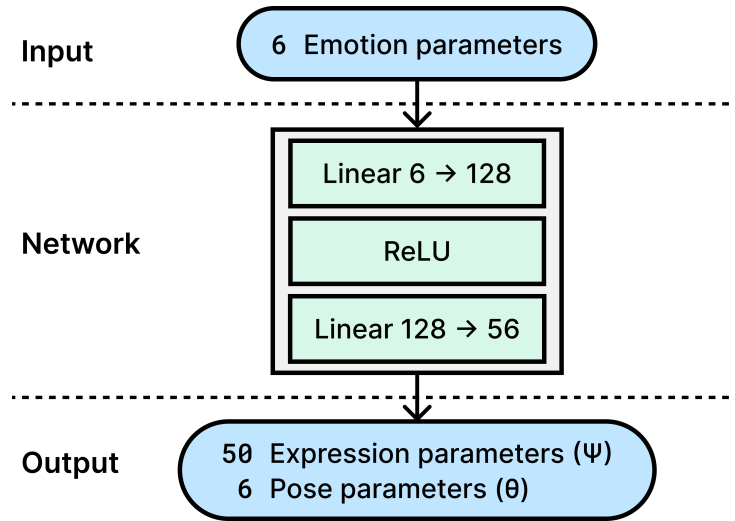 Input
6 Emotion parameters
Network
Linear 6 → 128
ReLU
Linear 128 → 56
Output
50 Expression parameters (Ψ)
6 Pose parameters (θ)